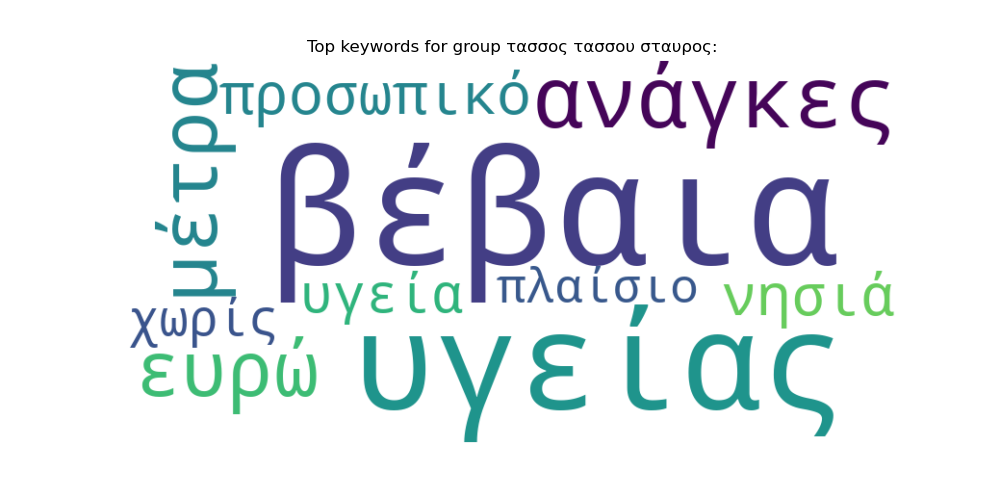 Top keywords for group τασσος τασσου σταυρος:
μέτρα
προσωπικό
ανάγκες
βέβαια
υγεία
πλαίσιο
νησιά
χωρίς
ευρώ
υγείας